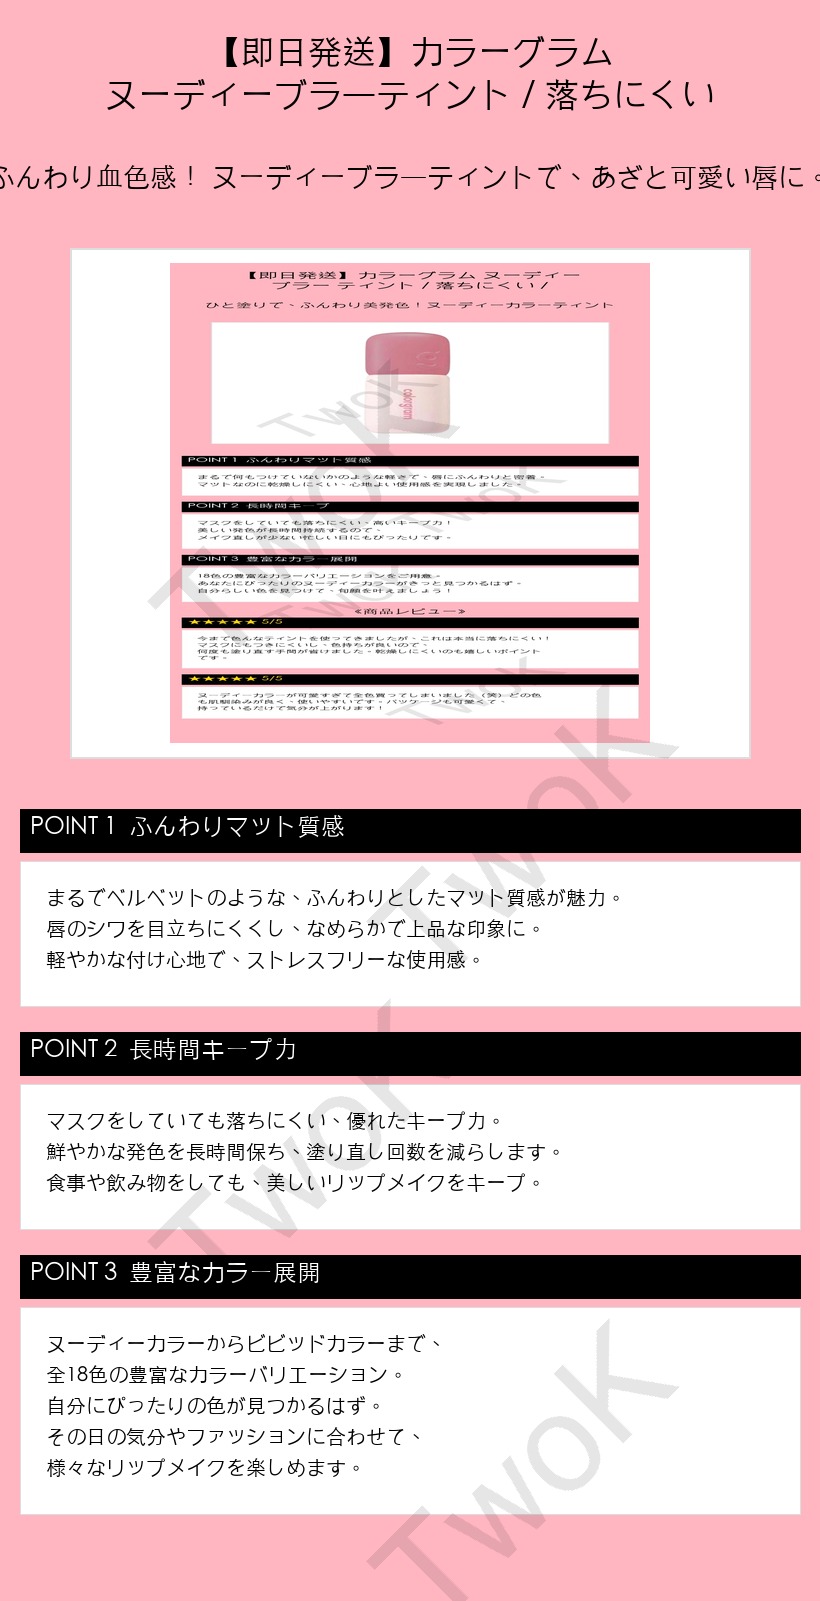 【即日発送】カラーグラム
ヌーディーブラーティント / 落ちにくい
ふんわり血色感！ ヌーディーブラーティントで、あざと可愛い唇に。
【即日発送】カラーグラム ヌーディー
ブラー ティント / 落ちにくい /
ひと塗りで、ふんわり美発色！ヌーディーカラーティント
colorgram
POINT 1 ふんわりマット質感
まるで何もつけていないかのような軽さで、唇にふんわりと密着。
マットなのに乾燥しにくい、心地よい使用感を実現しました。
POINT 2 長時間キープ
マスクをしていても落ちにくい、高いキープ力！
美しい発色が長時間持続するので、
メイク直しが少ない忙しい日にもぴったりです。
POINT 3 豊富なカラー展開
18色の豊富なカラーバリエーションをご用意。
あなたにぴったりのヌーディーカラーがきっと見つかるはず。
自分らしい色を見つけて、旬顔を叶えましょう！
≪商品レビュー≫
★★★★★ 5/5
今まで色んなティントを使ってきましたが、これは本当に落ちにくい！
マスクにもつきにくいし、色持ちが良いので、
何度も塗り直す手間が省けました。乾燥しにくいのも嬉しいポイント
です。
★★★★★ 5/5
ヌーディーカラーが可愛すぎて全色買ってしまいました（笑）どの色
も肌馴染みが良く、使いやすいです。パッケージも可愛くて、
持っているだけで気分が上がります！
POINT 1 ふんわりマット質感
まるでベルベットのような、ふんわりとしたマット質感が魅力。
唇のシワを目立ちにくくし、なめらかで上品な印象に。
軽やかな付け心地で、ストレスフリーな使用感。
POINT 2 長時間キープ力
マスクをしていても落ちにくい、優れたキープ力。
鮮やかな発色を長時間保ち、塗り直し回数を減らします。
食事や飲み物をしても、美しいリップメイクをキープ。
POINT 3 豊富なカラー展開
ヌーディーカラーからビビッドカラーまで、
全18色の豊富なカラーバリエーション。
自分にぴったりの色が見つかるはず。
その日の気分やファッションに合わせて、
様々なリップメイクを楽しめます。
TwoK
TwoK
TwoK
TwoK
TwoK
TwoK
TwoK
TwoK